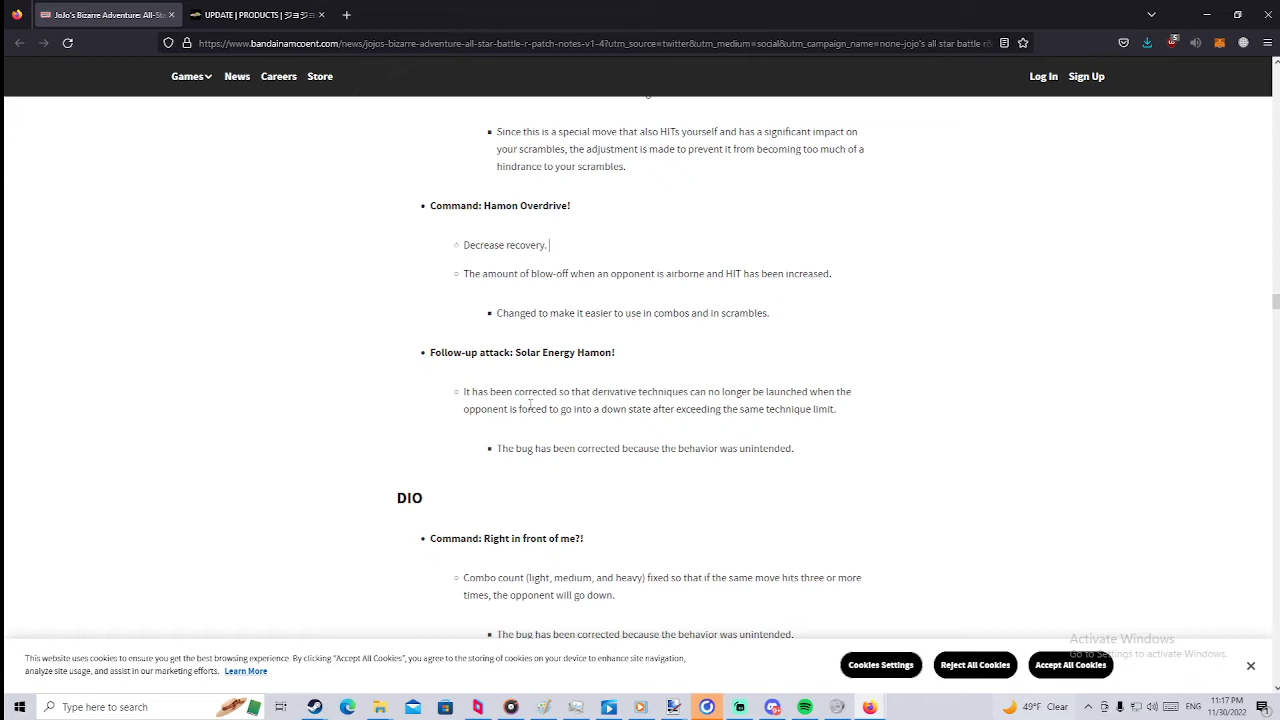 JoJo's Bizarre Adventure: All-Sta
UPDATE | PRODUCTS | ジョジ
https://www.bandainamcoent.com/news/jojos-bizarre-adventure-all-star-battle-r-patch-notes-v1-4?utm_source=twitter&utm_medium=social&utm_campaign_name=none-jojo's all star battle r
Games News Careers Store Log In Sign Up
Since this is a special move that also HITs yourself and has a significant impact on
your scrambles, the adjustment is made to prevent it from becoming too much of a
hindrance to your scrambles.
Command: Hamon Overdrive!
Decrease recovery.
The amount of blow-off when an opponent is airborne and HIT has been increased.
Changed to make it easier to use in combos and in scrambles.
Follow-up attack: Solar Energy Hamon!
It has been corrected so that derivative techniques can no longer be launched when the
opponent is forced to go into a down state after exceeding the same technique limit.
The bug has been corrected because the behavior was unintended.
DIO
Command: Right in front of me?!
Combo count (light, medium, and heavy) fixed so that if the same move hits three or more
times, the opponent will go down.
The bug has been corrected because the behavior was unintended.
Activate Windows
Go to Settings to activate Windows.
This website uses cookies to ensure you get the best browsing experience. By clicking "Accept All Cookies", you agree to the storing of cookies on your device to enhance site navigation,
analyze site usage, and assist in our marketing efforts. Learn More
Cookies Settings
Reject All Cookies
Accept All Cookies
Type here to search
49°F Clear
11:17 PM
11/30/2022